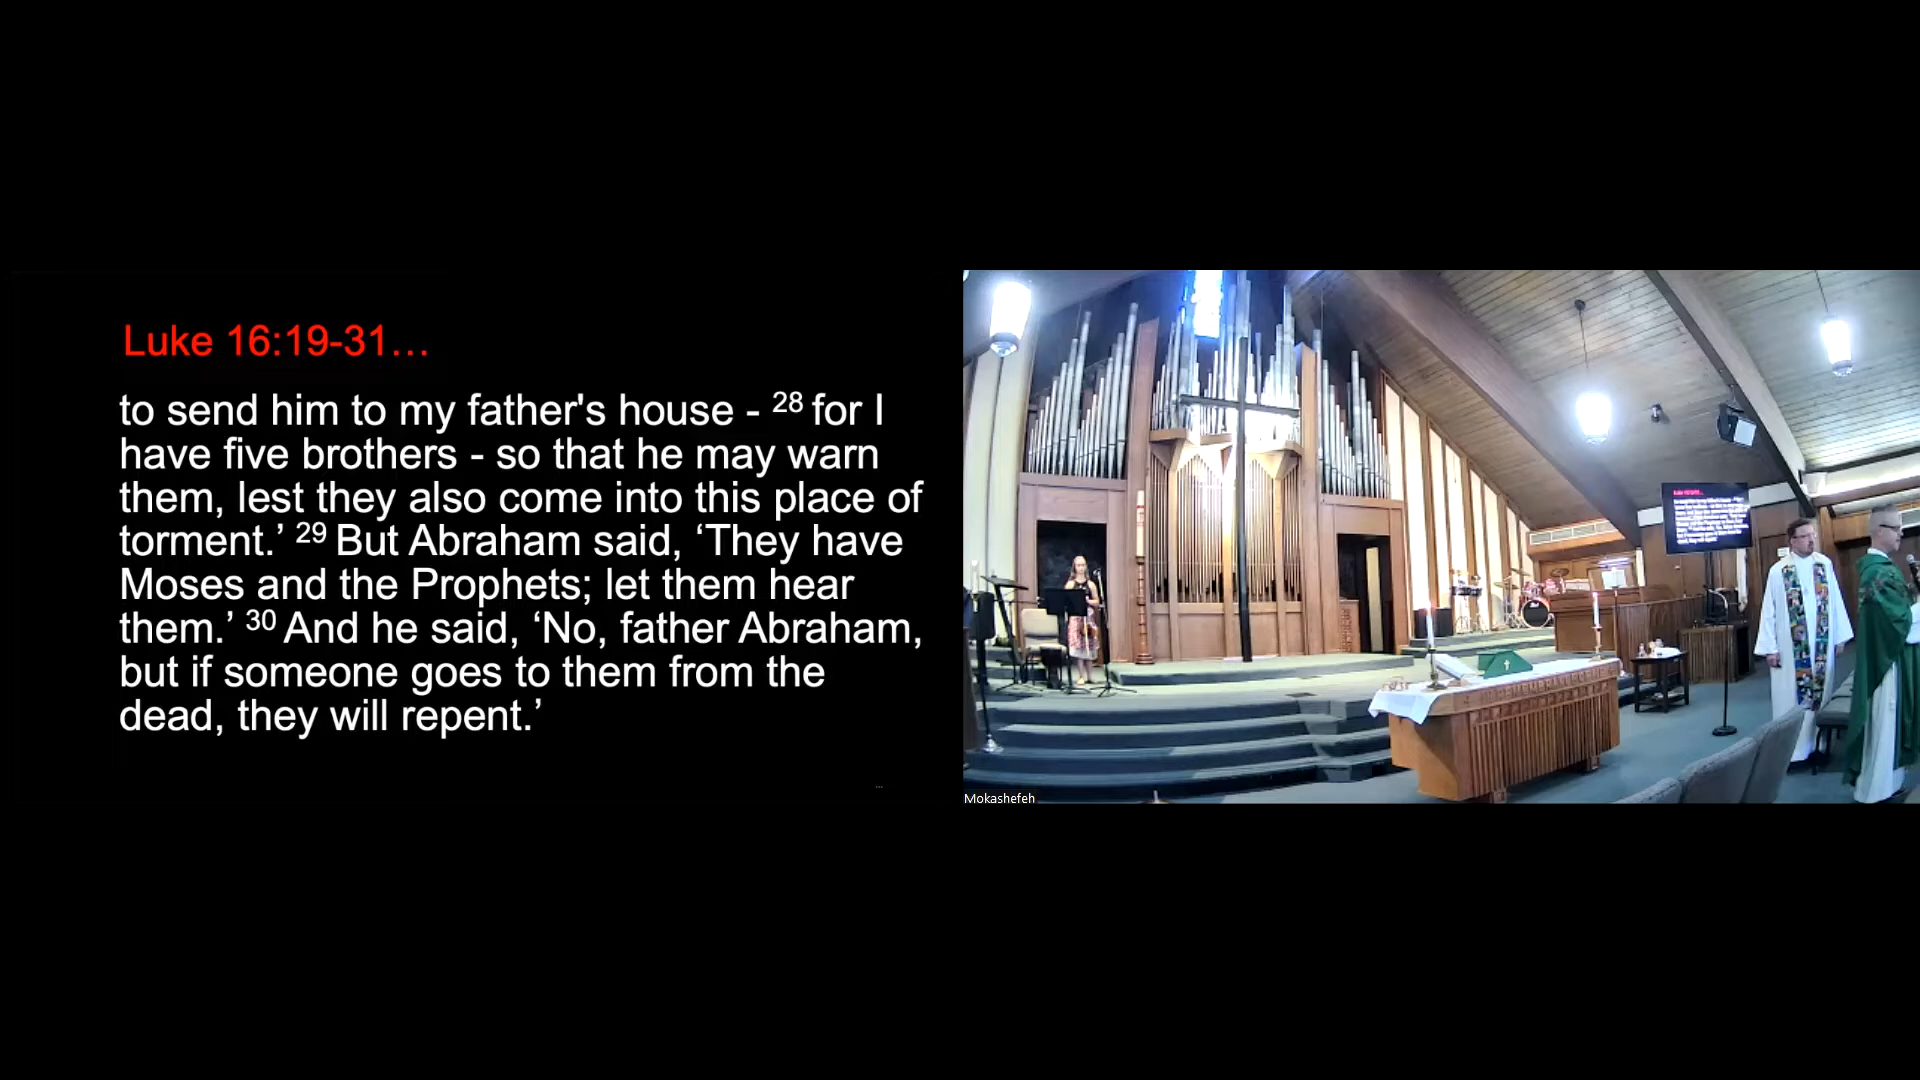 Luke 16:19-31…
to send him to my father's house - 28 for I
have five brothers - so that he may warn
them, lest they also come into this place of
torment.’ 29 But Abraham said, ‘They have
Moses and the Prophets; let them hear
them.’ 30 And he said, ‘No, father Abraham,
but if someone goes to them from the
dead, they will repent.’
...
Mokashefeh